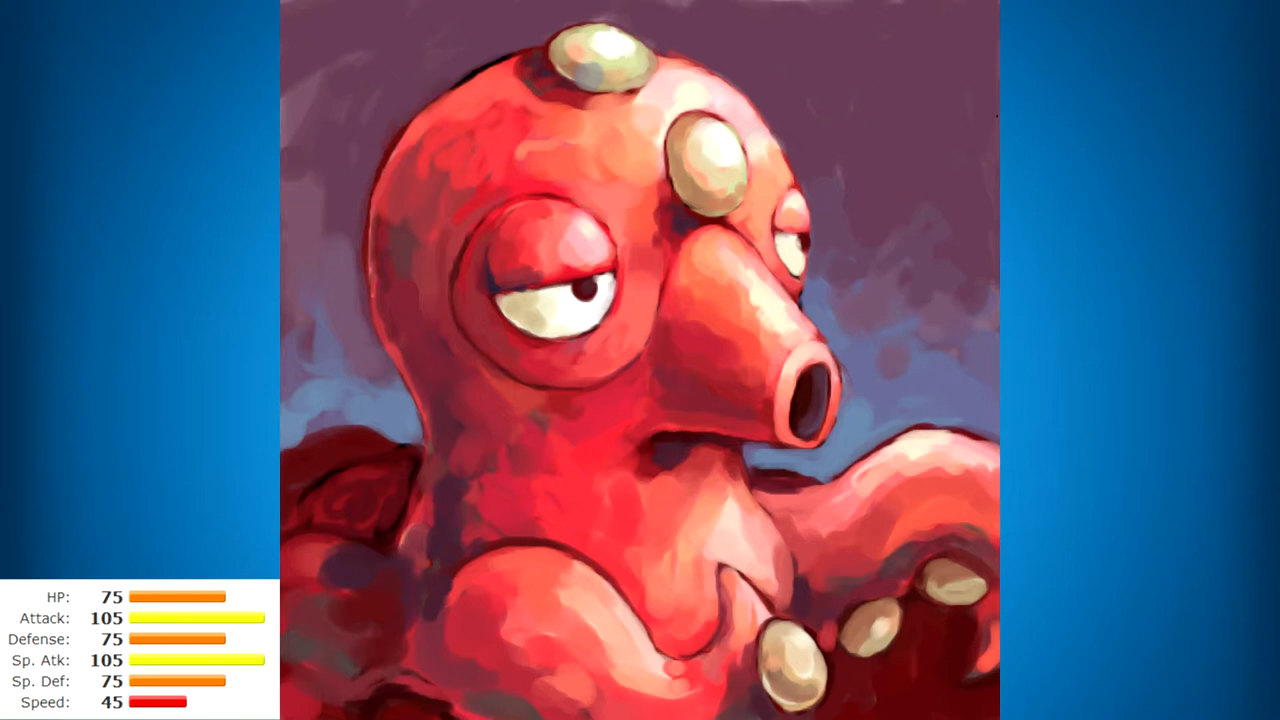 HP: 75
Attack: 105
Defense: 75
Sp. Atk: 105
Sp. Def: 75
Speed: 45